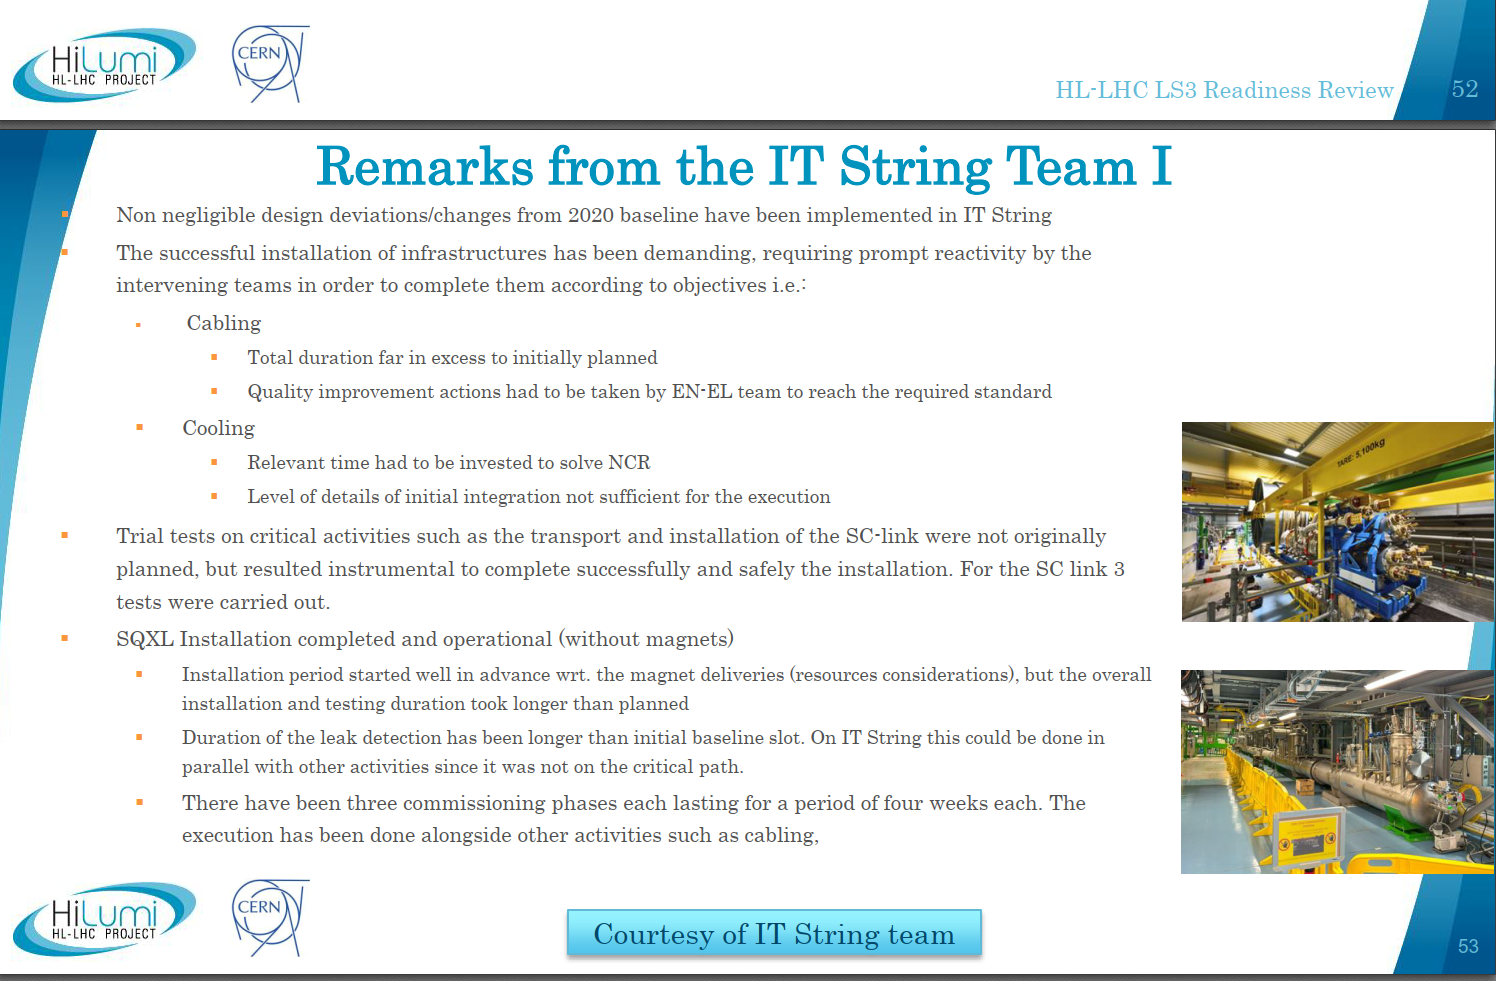 HiLumi
HL-LHC PROJECT
CERN
HL-LHC LS3 Readiness Review
52
Remarks from the IT String Team I
Non negligible design deviations/changes from 2020 baseline have been implemented in IT String
The successful installation of infrastructures has been demanding, requiring prompt reactivity by the
intervening teams in order to complete them according to objectives i.e.:
Cabling
Total duration far in excess to initially planned
Quality improvement actions had to be taken by EN-EL team to reach the required standard
Cooling
Relevant time had to be invested to solve NCR
Level of details of initial integration not sufficient for the execution
Trial tests on critical activities such as the transport and installation of the SC-link were not originally
planned, but resulted instrumental to complete successfully and safely the installation. For the SC link 3
tests were carried out.
SQXL Installation completed and operational (without magnets)
Installation period started well in advance wrt. the magnet deliveries (resources considerations), but the overall
installation and testing duration took longer than planned
Duration of the leak detection has been longer than initial baseline slot. On IT String this could be done in
parallel with other activities since it was not on the critical path.
There have been three commissioning phases each lasting for a period of four weeks each. The
execution has been done alongside other activities such as cabling,
TARE: 5,100kg
HiLumi
HL-LHC PROJECT
CERN
Courtesy of IT String team
53